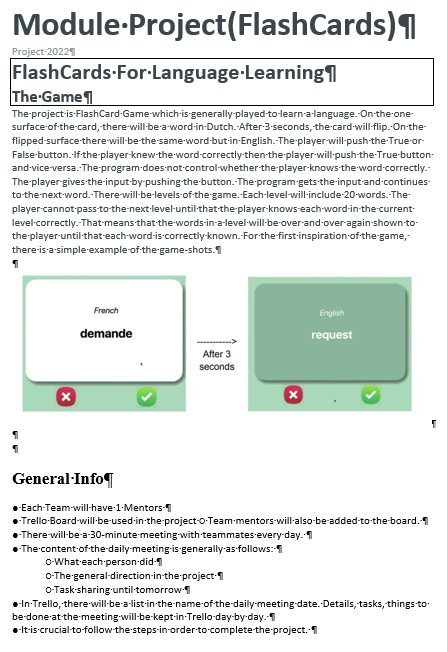 Module Project(FlashCards)
Project 2022
FlashCards For Language Learning
The Game
The project is FlashCard Game which is generally played to learn a language. On the one
surface of the card, there will be a word in Dutch. After 3 seconds, the card will flip. On the
flipped surface there will be the same word but in English. The player will push the True or
False button. If the player knew the word correctly then the player will push the True button
and vice versa. The program does not control whether the player knows the word correctly.
The player gives the input by pushing the button. The program gets the input and continues
to the next word. There will be levels of the game. Each level will include 20 words. The
player cannot pass to the next level until that the player knows each word in the current
level correctly. That means that the words in a level will be over and over again shown to
the player until that each word is correctly known. For the first inspiration of the game,
there is a simple example of the game shots.
French
demande
----------->
After 3
seconds
English
request
General Info
● Each Team will have 1 Mentors
● Trello Board will be used in the project o Team mentors will also be added to the board.
● There will be a 30-minute meeting with teammates every day.
● The content of the daily meeting is generally as follows:
o What each person did
o The general direction in the project
o Task sharing until tomorrow
● In Trello, there will be a list in the name of the daily meeting date. Details, tasks, things to
be done at the meeting will be kept in Trello day by day.
● It is crucial to follow the steps in order to complete the project.